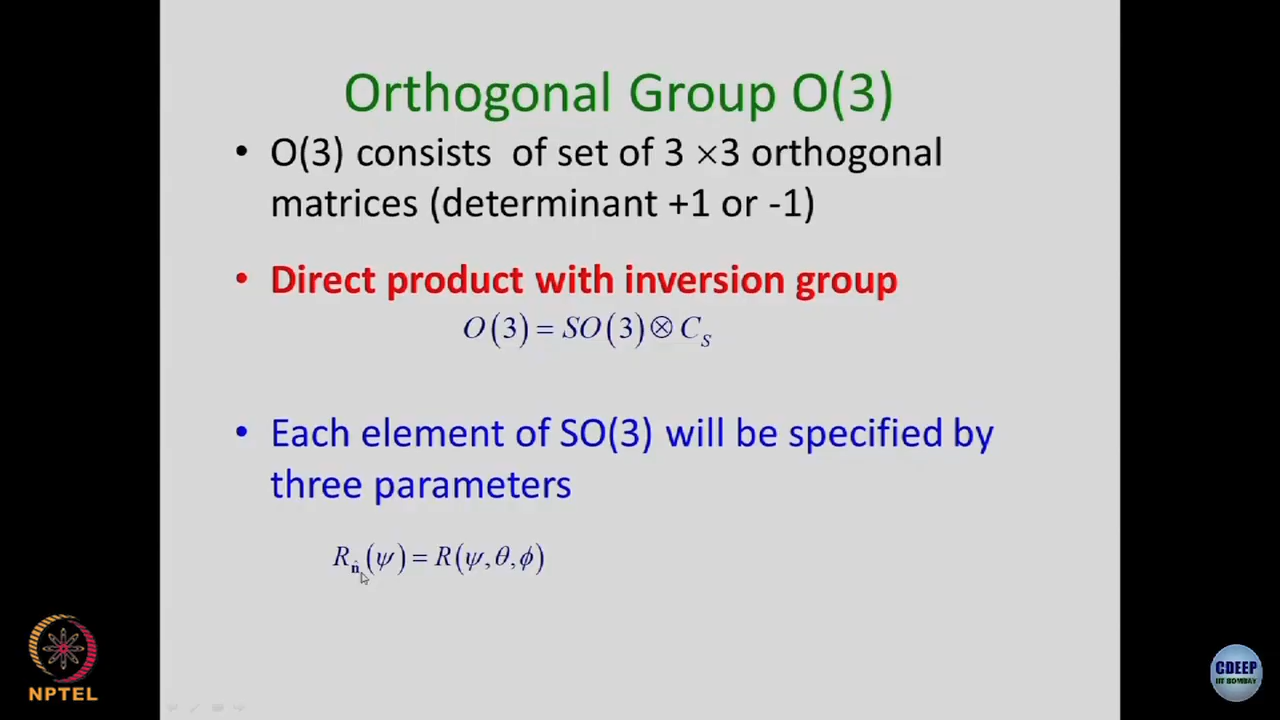 Orthogonal Group O(3)
• O(3) consists of set of 3 ×3 orthogonal
matrices (determinant +1 or -1)
• Direct product with inversion group
O(3) = SO(3) ⊗ C_S
• Each element of SO(3) will be specified by
three parameters
R_n̂(ψ) = R(ψ,θ,ϕ)
NPTEL
CDEEP
IIT BOMBAY